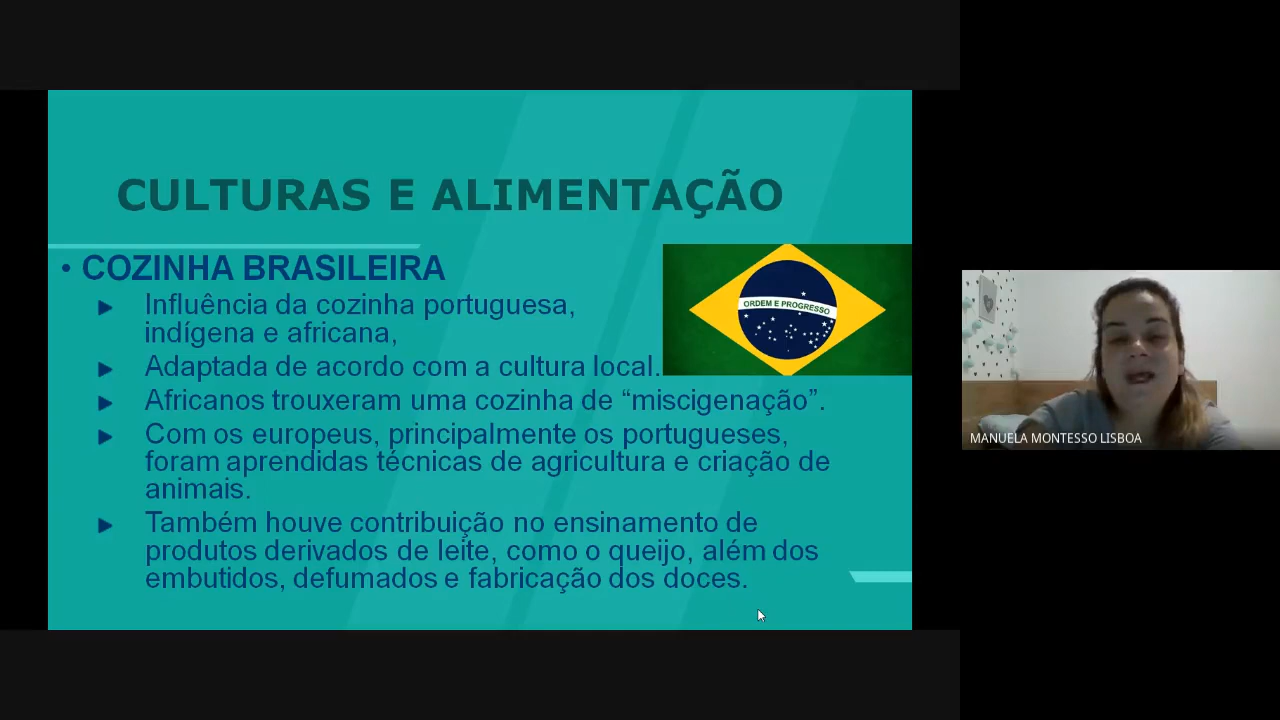 CULTURAS E ALIMENTAÇÃO
• COZINHA BRASILEIRA
Influência da cozinha portuguesa,
indígena e africana,
Adaptada de acordo com a cultura local.
Africanos trouxeram uma cozinha de “miscigenação”.
Com os europeus, principalmente os portugueses,
foram aprendidas técnicas de agricultura e criação de
animais.
Também houve contribuição no ensinamento de
produtos derivados de leite, como o queijo, além dos
embutidos, defumados e fabricação dos doces.
ORDEM E PROGRESSO
MANUELA MONTESSO LISBOA